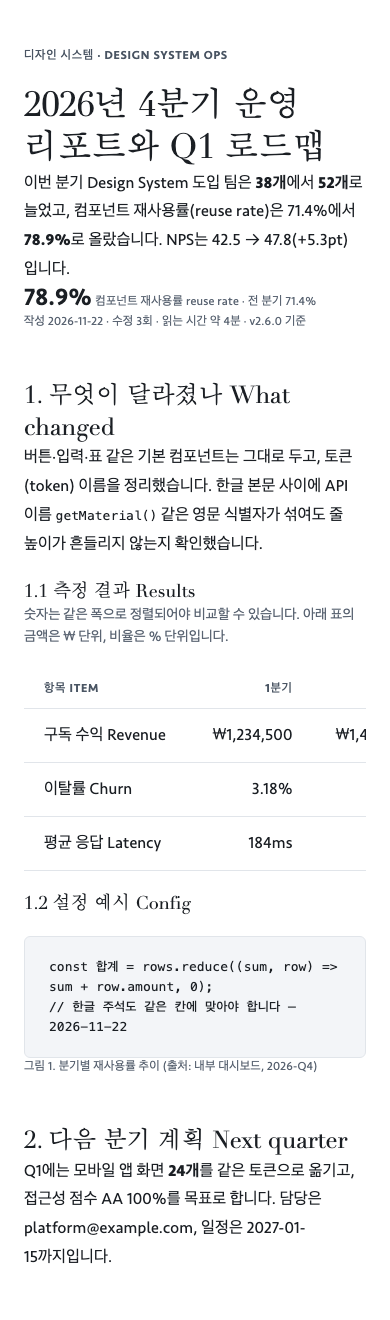 디자인 시스템 · DESIGN SYSTEM OPS
2026년 4분기 운영
리포트와 Q1 로드맵
이번 분기 Design System 도입 팀은 38개에서 52개로
늘었고, 컴포넌트 재사용률(reuse rate)은 71.4%에서
78.9%로 올랐습니다. NPS는 42.5 → 47.8(+5.3pt)
입니다.
78.9% 컴포넌트 재사용률 reuse rate · 전 분기 71.4%
작성 2026-11-22 · 수정 3회 · 읽는 시간 약 4분 · v2.6.0 기준
1. 무엇이 달라졌나 What
changed
버튼·입력·표 같은 기본 컴포넌트는 그대로 두고, 토큰
(token) 이름을 정리했습니다. 한글 본문 사이에 API
이름 getMaterial() 같은 영문 식별자가 섞여도 줄
높이가 흔들리지 않는지 확인했습니다.
1.1 측정 결과 Results
숫자는 같은 폭으로 정렬되어야 비교할 수 있습니다. 아래 표의
금액은 ₩ 단위, 비율은 % 단위입니다.
항목 ITEM 1분기
구독 수익 Revenue ₩1,234,500 ₩1,4
이탈률 Churn 3.18%
평균 응답 Latency 184ms
1.2 설정 예시 Config
const 합계 = rows.reduce((sum, row) =>
sum + row.amount, 0);
// 한글 주석도 같은 칸에 맞아야 합니다 —
2026-11-22
그림 1. 분기별 재사용률 추이 (출처: 내부 대시보드, 2026-Q4)
2. 다음 분기 계획 Next quarter
Q1에는 모바일 앱 화면 24개를 같은 토큰으로 옮기고,
접근성 점수 AA 100%를 목표로 합니다. 담당은
platform@example.com, 일정은 2027-01-
15까지입니다.